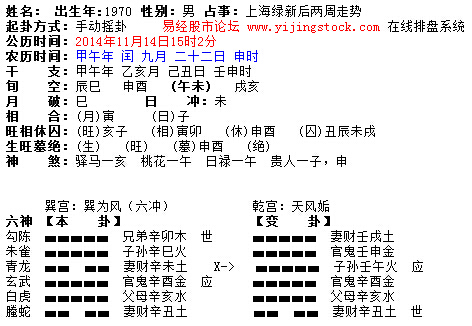 姓名: 出生年:1970 性别: 男 占事: 上海绿新后两周走势
起卦方式: 手动摇卦 易经股市论坛 www.yijingstock.com 在线排盘系统
公历时间: 2014年11月14日15时2分
农历时间: 甲午年 闰 九月 二十二日 申时
干 支: 甲午年 乙亥月 己丑日 壬申时
旬 空: 辰巳 申酉 (午未) 戌亥
月 破: 巳 日 冲: 未
相 合: (月)寅 (日)子
旺相休囚: (旺)亥子 (相)寅卯 (休)申酉 (囚)丑辰未戌
生旺墓绝: (生) (旺) (墓)申酉 (绝)
神 煞: 驿马—亥 桃花—午 日禄—午 贵人—子，申
巽宫: 巽为风 (六冲) 乾宫: 天风姤
六神 【本 卦】 【变 卦】
勾陈 兄弟辛卯木 世 妻财壬戌土
朱雀 子孙辛巳火 官鬼壬申金
青龙 妻财辛未土 X-> 子孙壬午火 应
玄武 官鬼辛酉金 应 官鬼辛酉金
白虎 父母辛亥水 父母辛亥水
螣蛇 妻财辛丑土 妻财辛丑土 世